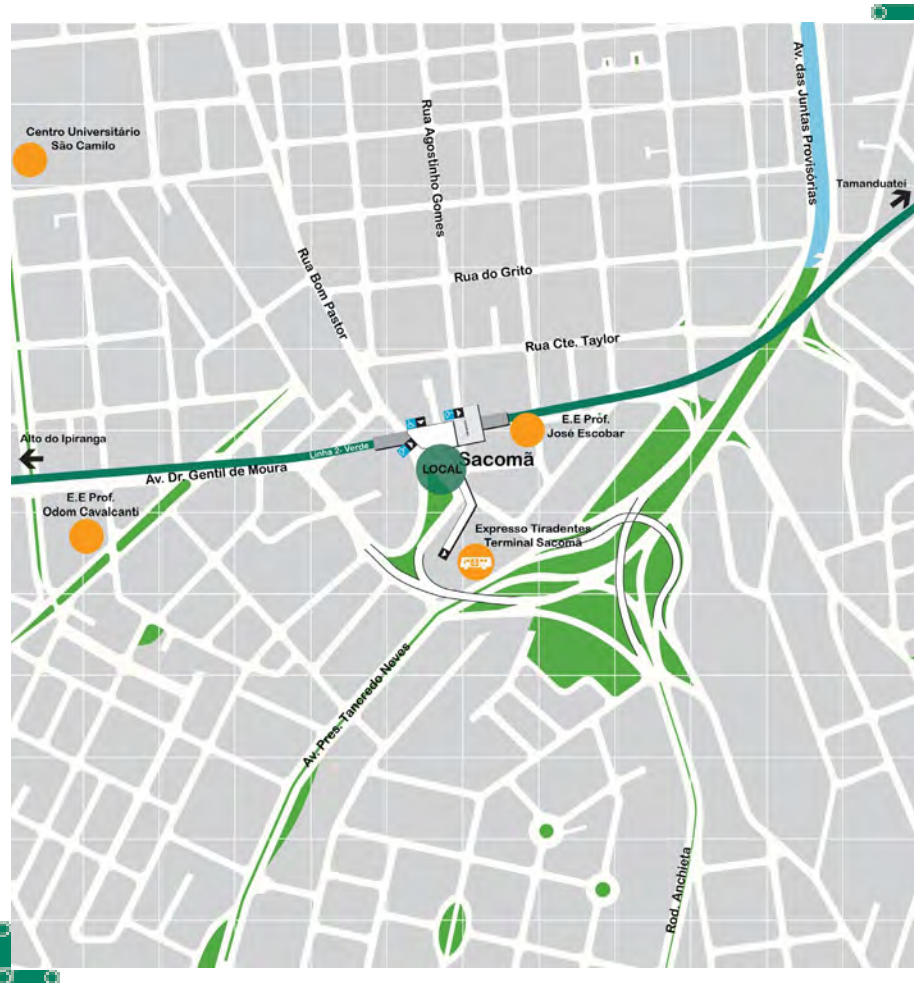 Av. das Juntas Provisórias
Rua Agostinho Gomes
Centro Universitário
São Camilo
Tamanduatei
Rua Bom Pastor
Rua do Grito
Rua Cte. Taylor
E.E Prof.
José Escobar
Alto do Ipiranga
Linha 2- Verde
Sacomã
LOCAL
Av. Dr. Gentil de Moura
E.E Prof.
Odom Cavalcanti
Expresso Tiradentes
Terminal Sacomã
Av. Pres. Tancredo Neves
Rod. Anchieta